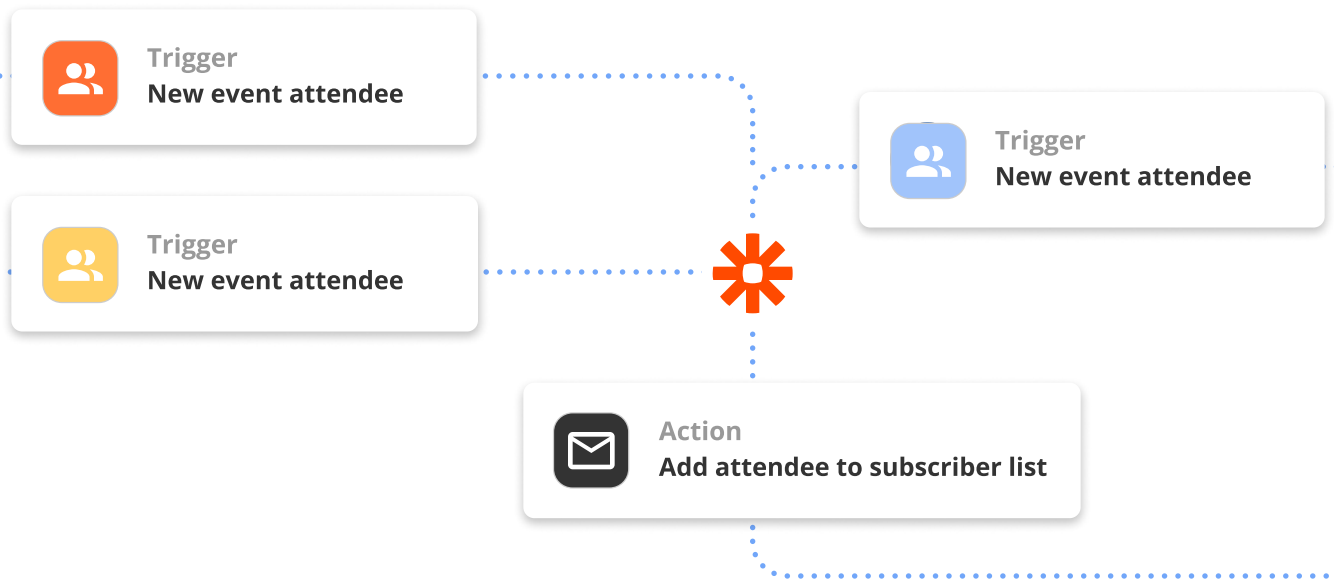 Trigger
New event attendee
Trigger
New event attendee
Trigger
New event attendee
Action
Add attendee to subscriber list